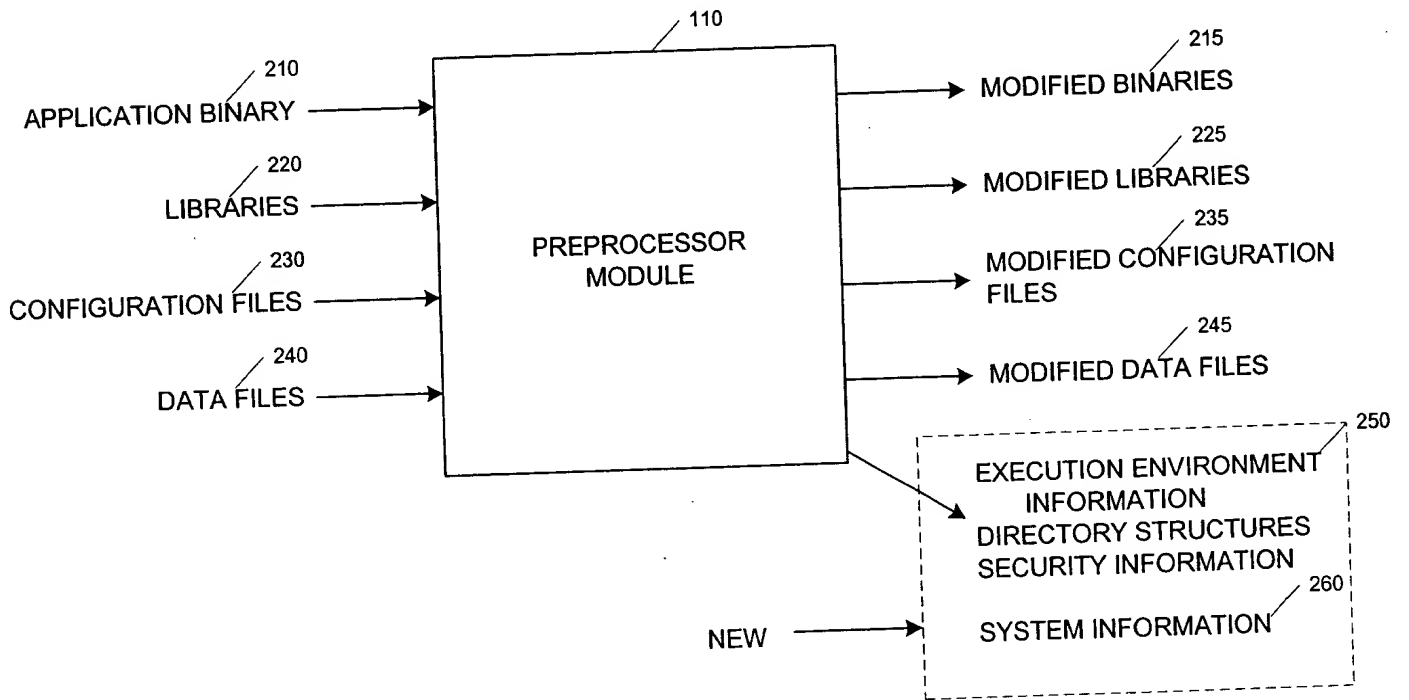 110
210
APPLICATION BINARY
220
LIBRARIES
230
CONFIGURATION FILES
240
DATA FILES
PREPROCESSOR
MODULE
215
MODIFIED BINARIES
225
MODIFIED LIBRARIES
235
MODIFIED CONFIGURATION
FILES
245
MODIFIED DATA FILES
250
EXECUTION ENVIRONMENT
INFORMATION
DIRECTORY STRUCTURES
SECURITY INFORMATION
260
SYSTEM INFORMATION
NEW